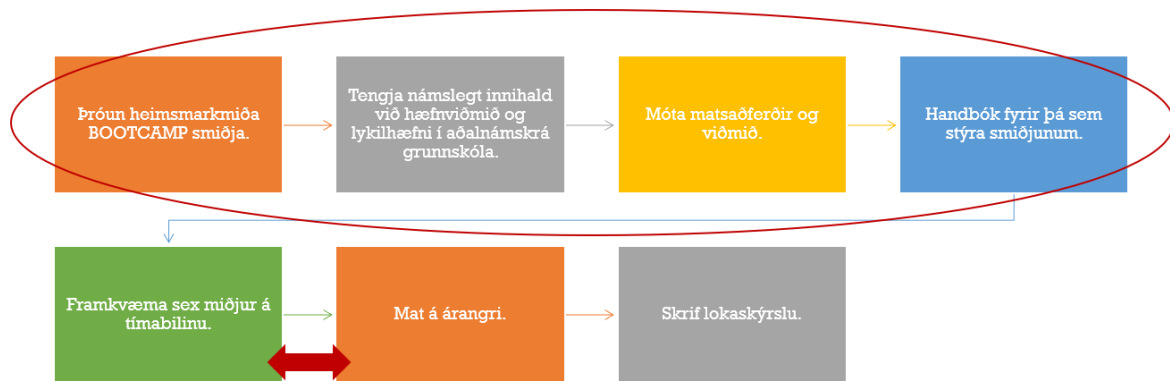 Þróun heimsmarkmiða
BOOTCAMP smiðja.
Tengja námslegt innihald
við hæfnviðmið og
lykilhæfni í aðalnámskrá
grunnskóla.
Móta matsaðferðir og
viðmið.
Handbók fyrir þá sem
stýra smiðjunum.
Framkvæma sex miðjur á
tímabilinu.
Mat á árangri.
Skrif lokaskýrslu.